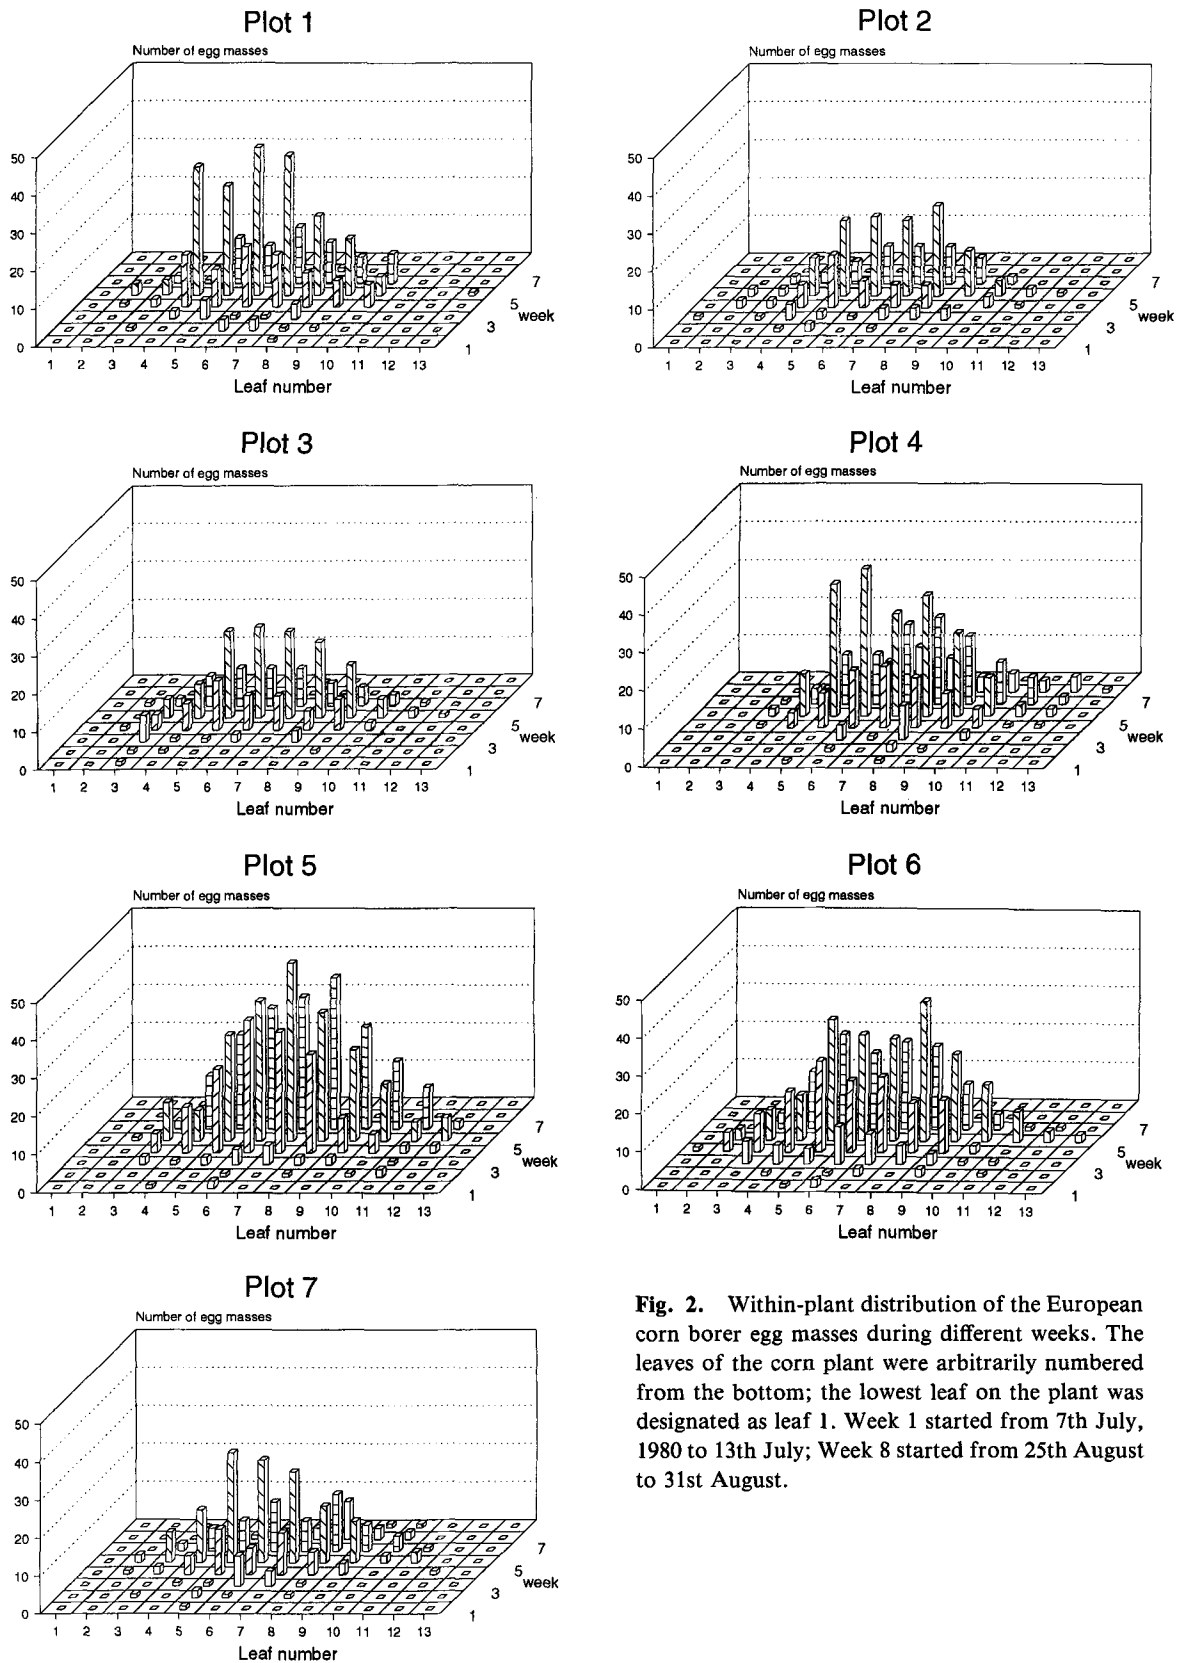 Plot 1
Number of egg masses
50
40
30
20
10
0
1 2 3 4 5 6 7 8 9 10 11 12 13
Leaf number
1
3
5
7
week
Plot 2
Number of egg masses
50
40
30
20
10
0
1 2 3 4 5 6 7 8 9 10 11 12 13
Leaf number
1
3
5
7
week
Plot 3
Number of egg masses
50
40
30
20
10
0
1 2 3 4 5 6 7 8 9 10 11 12 13
Leaf number
1
3
5
7
week
Plot 4
Number of egg masses
50
40
30
20
10
0
1 2 3 4 5 6 7 8 9 10 11 12 13
Leaf number
1
3
5
7
week
Plot 5
Number of egg masses
50
40
30
20
10
0
1 2 3 4 5 6 7 8 9 10 11 12 13
Leaf number
1
3
5
7
week
Plot 6
Number of egg masses
50
40
30
20
10
0
1 2 3 4 5 6 7 8 9 10 11 12 13
Leaf number
1
3
5
7
week
Plot 7
Number of egg masses
50
40
30
20
10
0
1 2 3 4 5 6 7 8 9 10 11 12 13
Leaf number
1
3
5
7
week
Fig. 2. Within-plant distribution of the European
corn borer egg masses during different weeks. The
leaves of the corn plant were arbitrarily numbered
from the bottom; the lowest leaf on the plant was
designated as leaf 1. Week 1 started from 7th July,
1980 to 13th July; Week 8 started from 25th August
to 31st August.